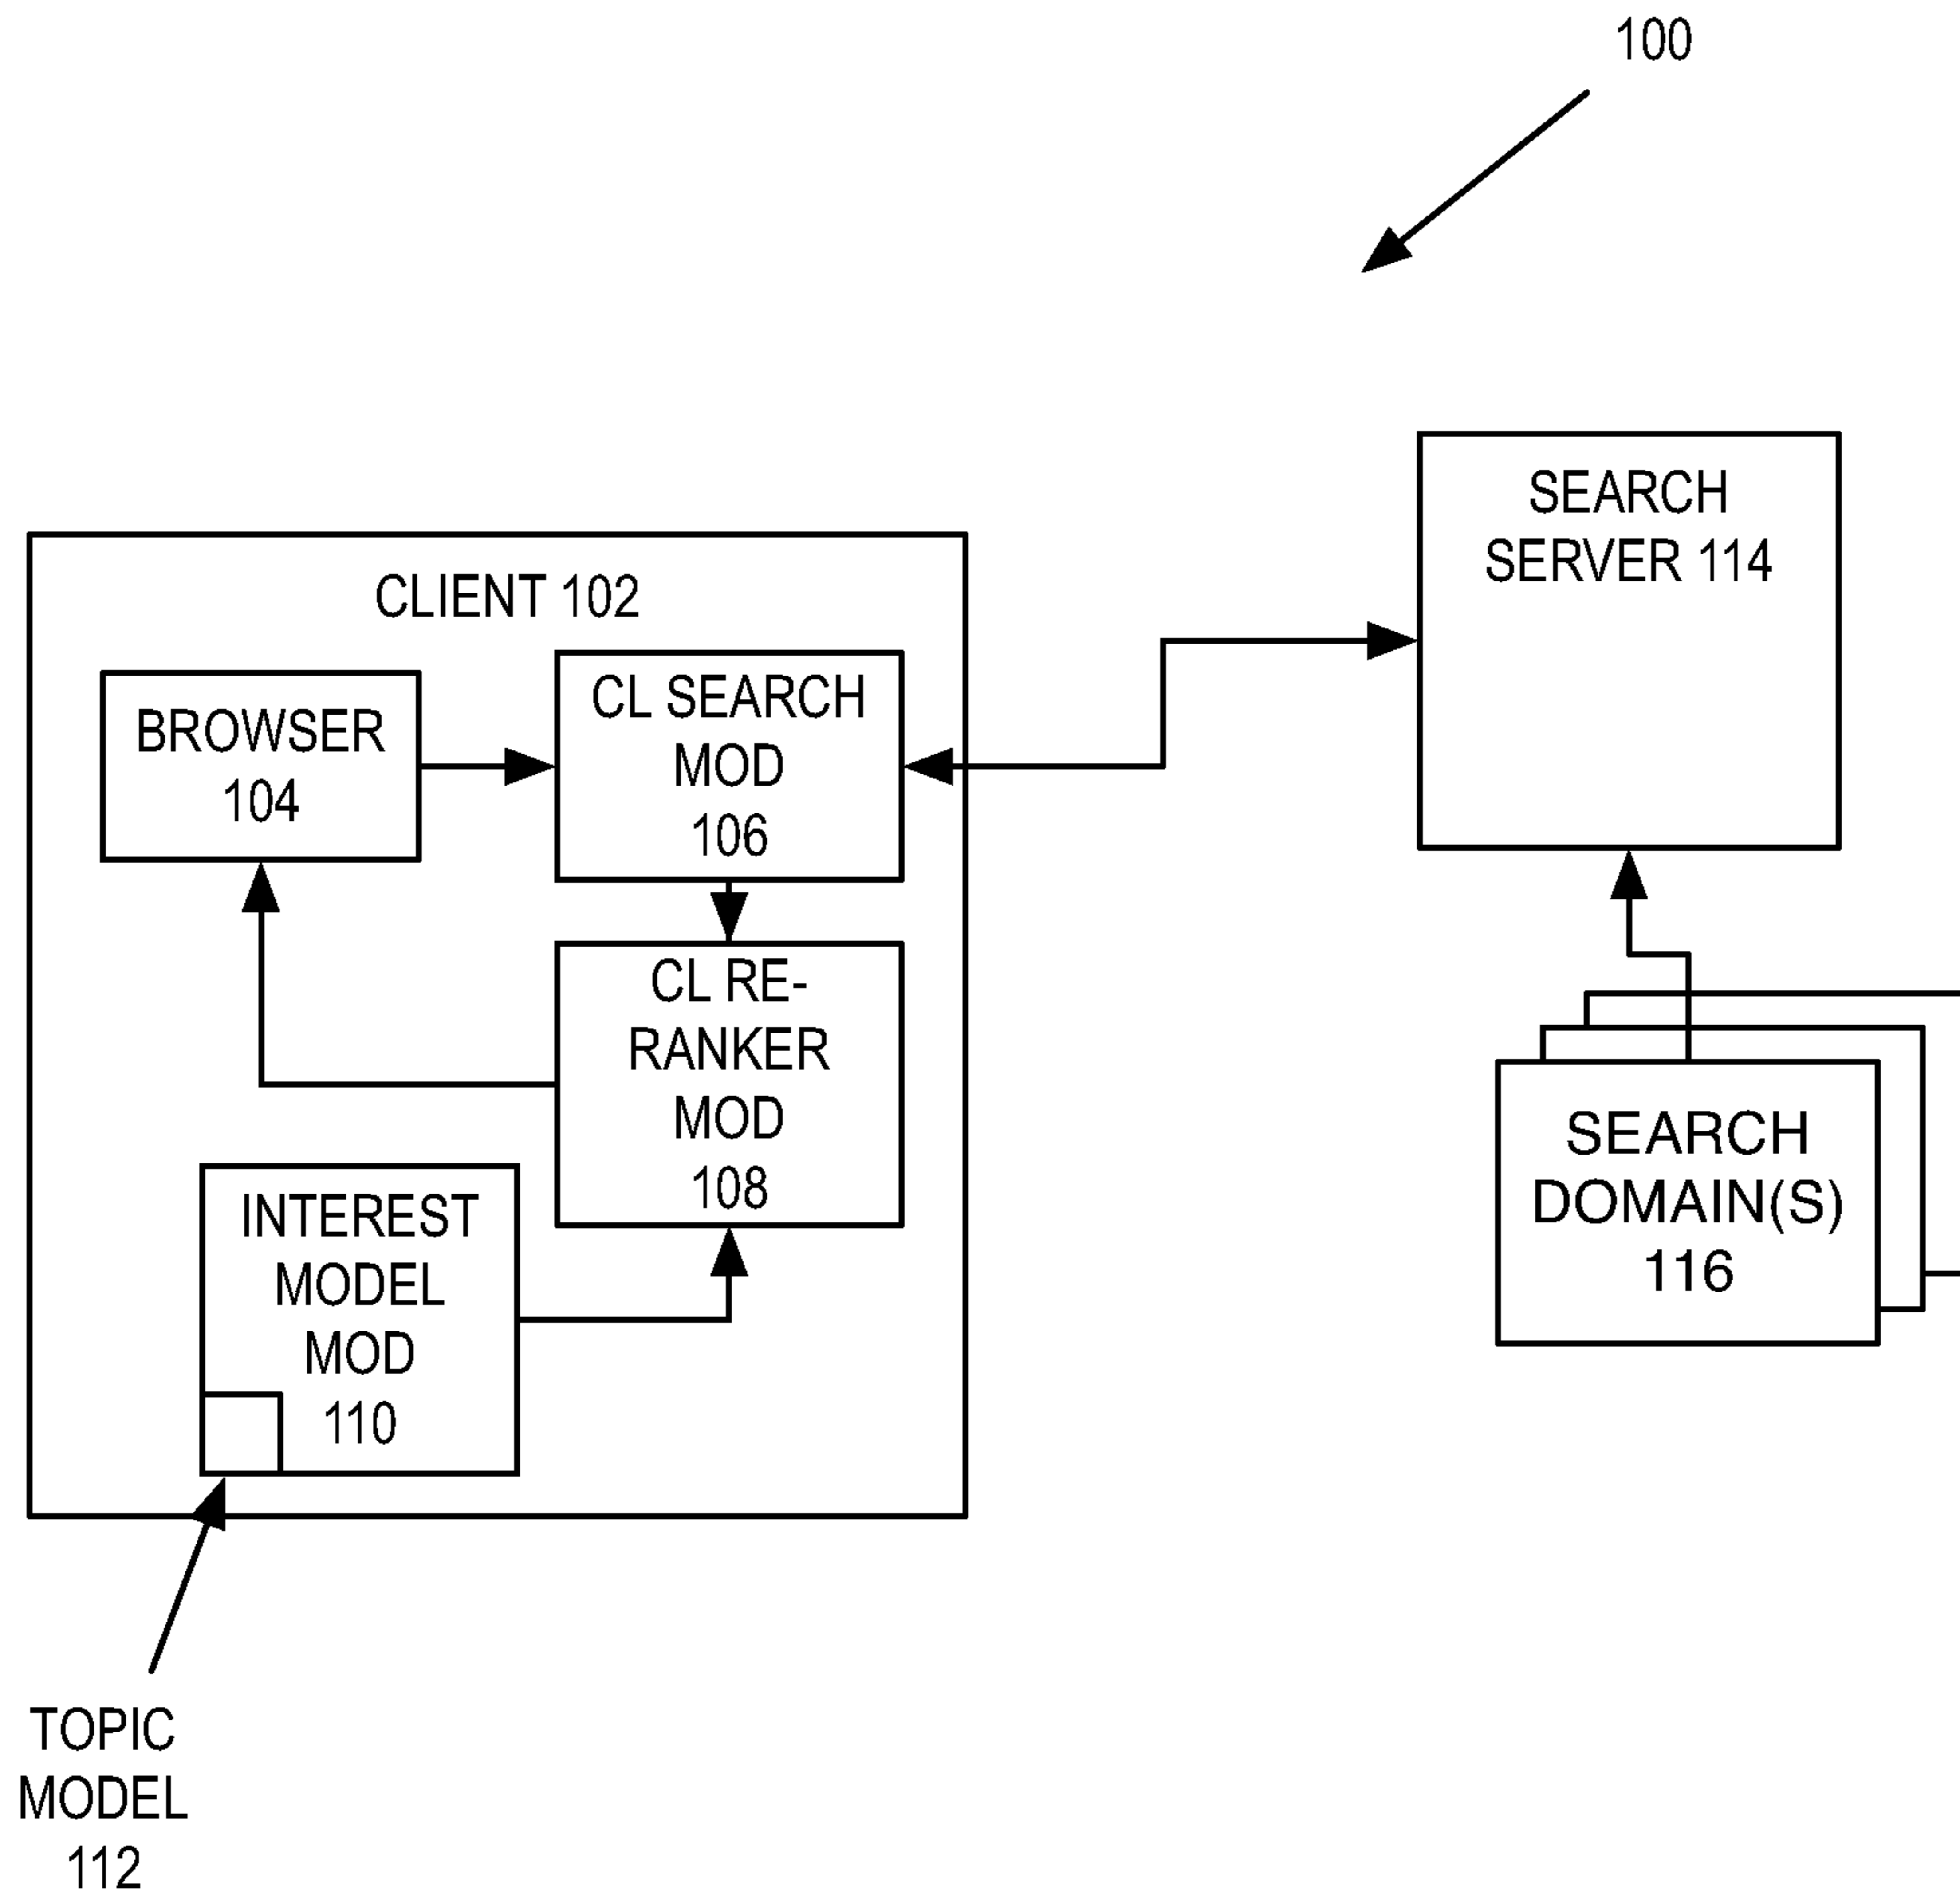 100
SEARCH
SERVER 114
CLIENT 102
BROWSER
104
CL SEARCH
MOD
106
CL RE-
RANKER
MOD
108
INTEREST
MODEL
MOD
110
SEARCH
DOMAIN(S)
116
TOPIC
MODEL
112